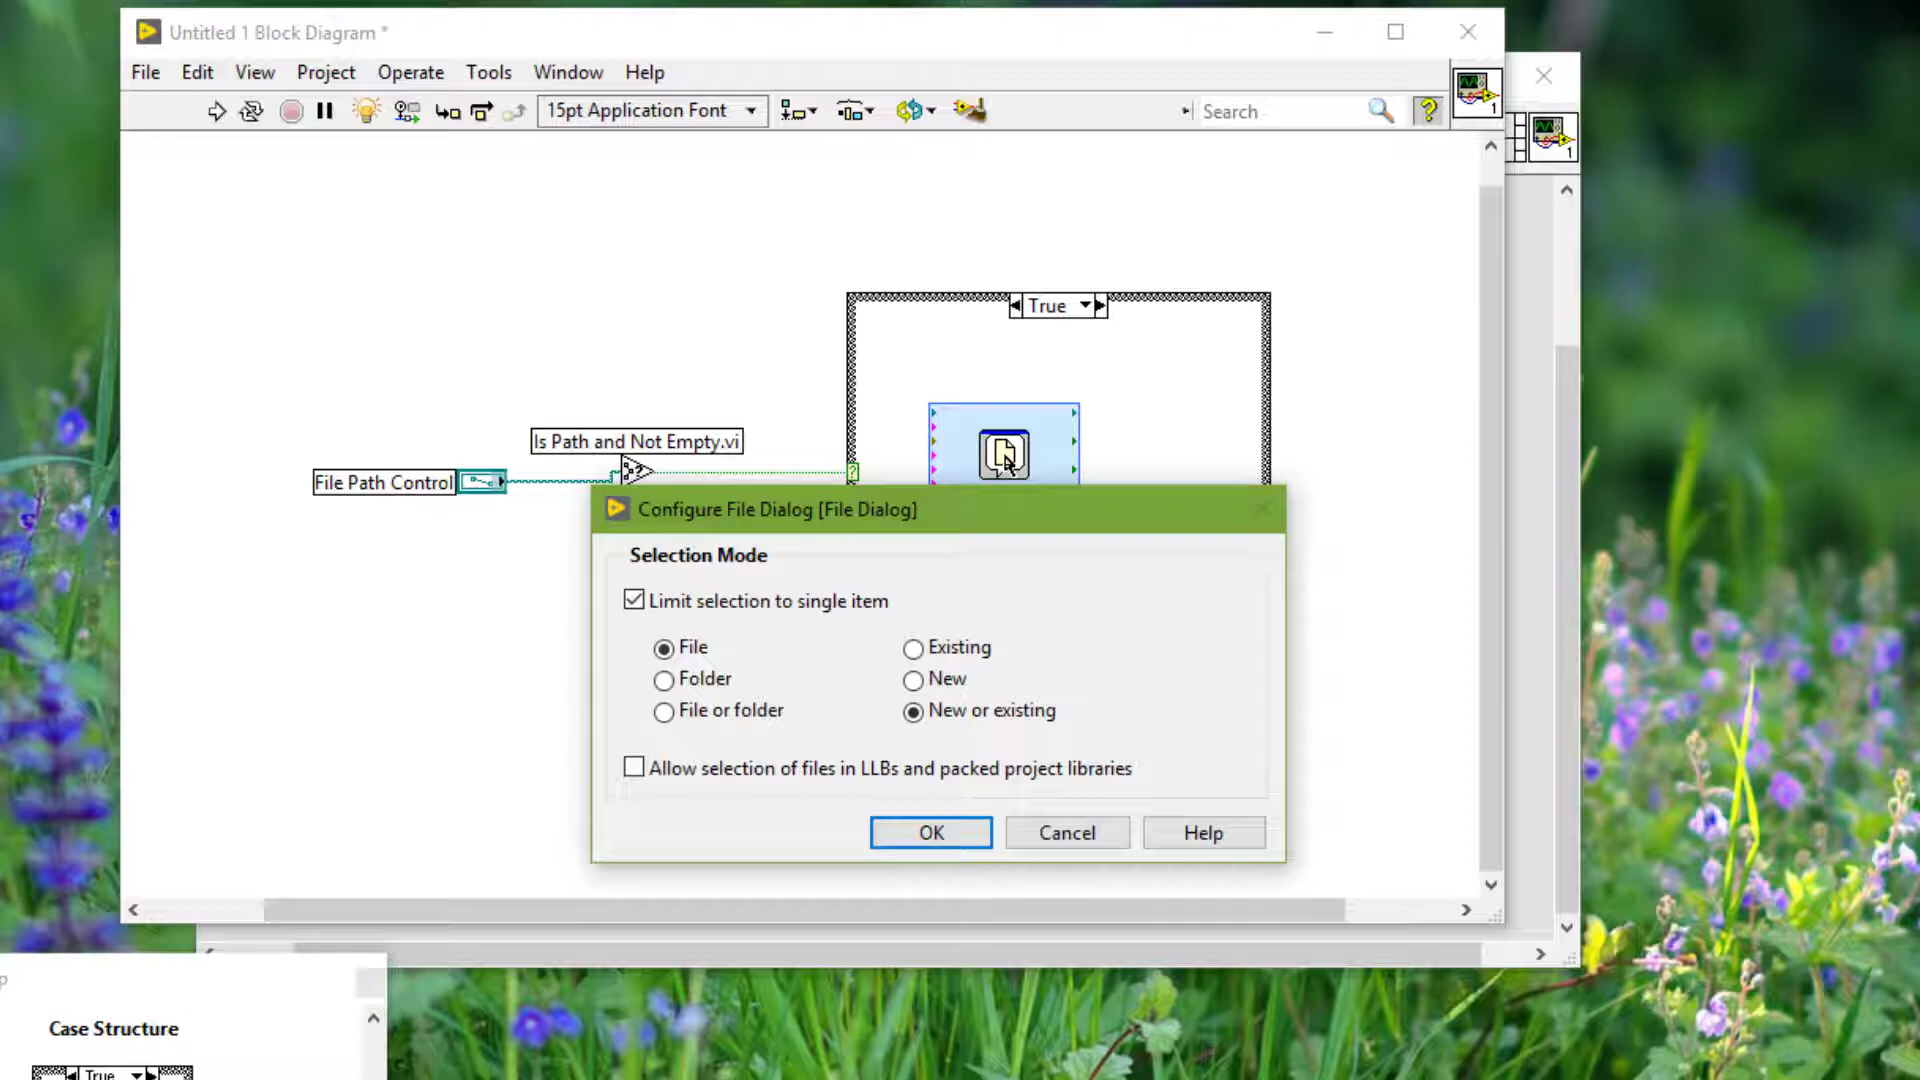 Untitled 1 Block Diagram *
File Edit View Project Operate Tools Window Help
15pt Application Font
Search
?
1
1
True
Is Path and Not Empty.vi
?
?
File Path Control
Configure File Dialog [File Dialog]
Selection Mode
Limit selection to single item
File
Existing
Folder
New
File or folder
New or existing
Allow selection of files in LLBs and packed project libraries
OK
Cancel
Help
p
Case Structure
True